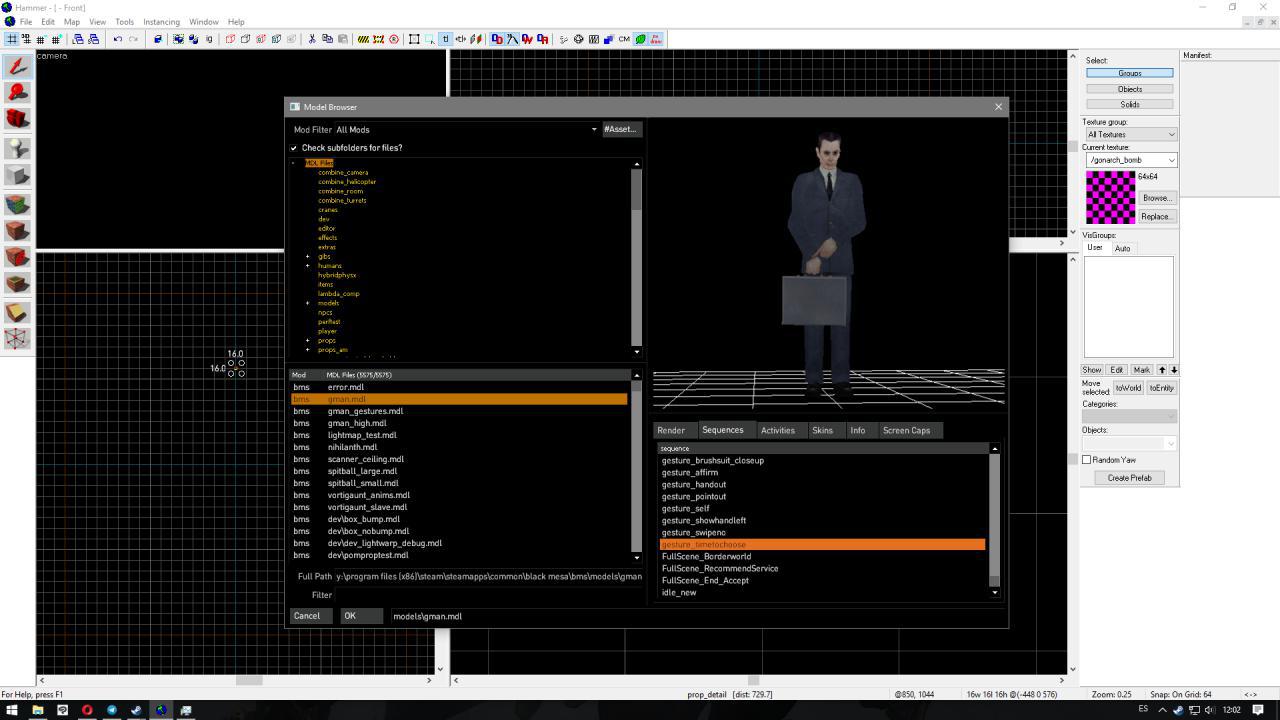 Hammer - [ - Front]
File Edit Map View Tools Instancing Window Help
camera
16.0
16.0
Model Browser
Mod Filter All Mods #Asset...
Check subfolders for files?
MDL Files
combine_camera
combine_helicopter
combine_room
combine_turrets
cranes
dev
editor
effects
extras
gibs
humans
hybridphysx
items
lambda_comp
models
npcs
perftest
player
props
props_am
Mod MDL Files (5575/5575)
bms error.mdl
bms gman.mdl
bms gman_gestures.mdl
bms gman_high.mdl
bms lightmap_test.mdl
bms nihilanth.mdl
bms scanner_ceiling.mdl
bms spitball_large.mdl
bms spitball_small.mdl
bms vortigaunt_anims.mdl
bms vortigaunt_slave.mdl
bms dev\box_bump.mdl
bms dev\box_nobump.mdl
bms dev\dev_lightwarp_debug.mdl
bms dev\pomproptest.mdl
Full Path y:\program files (x86)\steam\steamapps\common\black mesa\bms\models\gman
Filter
Cancel OK models\gman.mdl
Render Sequences Activities Skins Info Screen Caps
sequence
gesture_brushsuit_closeup
gesture_affirm
gesture_handout
gesture_pointout
gesture_self
gesture_showhandleft
gesture_swipeno
gesture_timetochoose
FullScene_Borderworld
FullScene_RecommendService
FullScene_End_Accept
idle_new
Select:
Groups
Objects
Solids
Texture group:
All Textures
Current texture:
/gonarch_bomb
64x64
Browse...
Replace...
VisGroups:
User Auto
Show Edit Mark
Move selected: toWorld toEntity
Categories:
Objects:
Random Yaw
Create Prefab
Manifest:
For Help, press F1 prop_detail [dist: 729.7] @850, 1044 16w 16l 16h @(-448 0 576) Zoom: 0.25 Snap: On Grid: 64 <->
ES 12:02